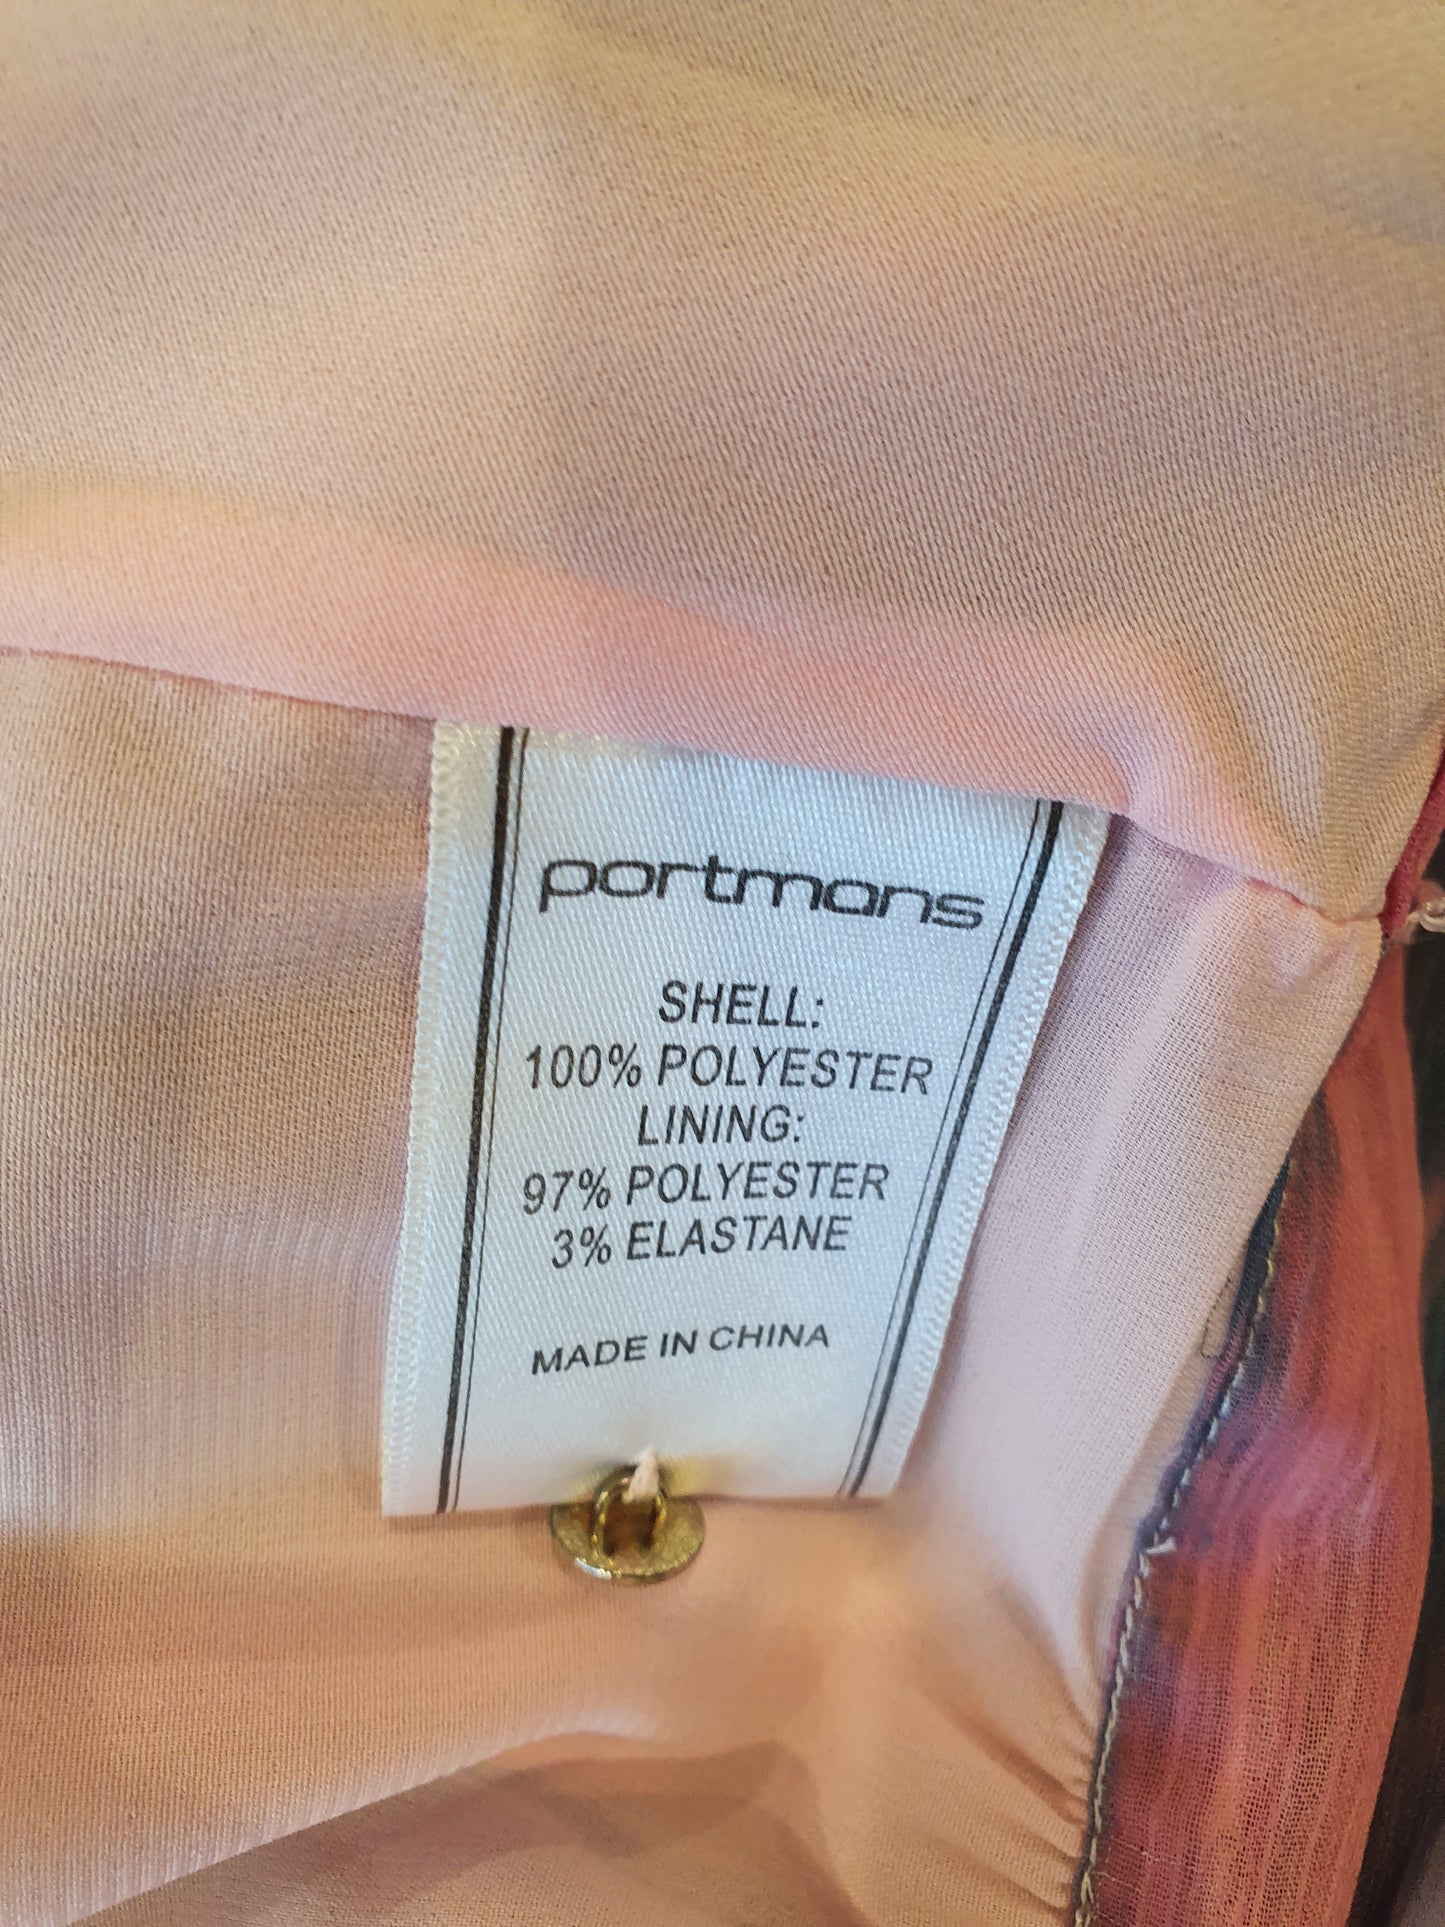 portmans
SHELL:
100% POLYESTER
LINING:
97% POLYESTER
3% ELASTANE
MADE IN CHINA